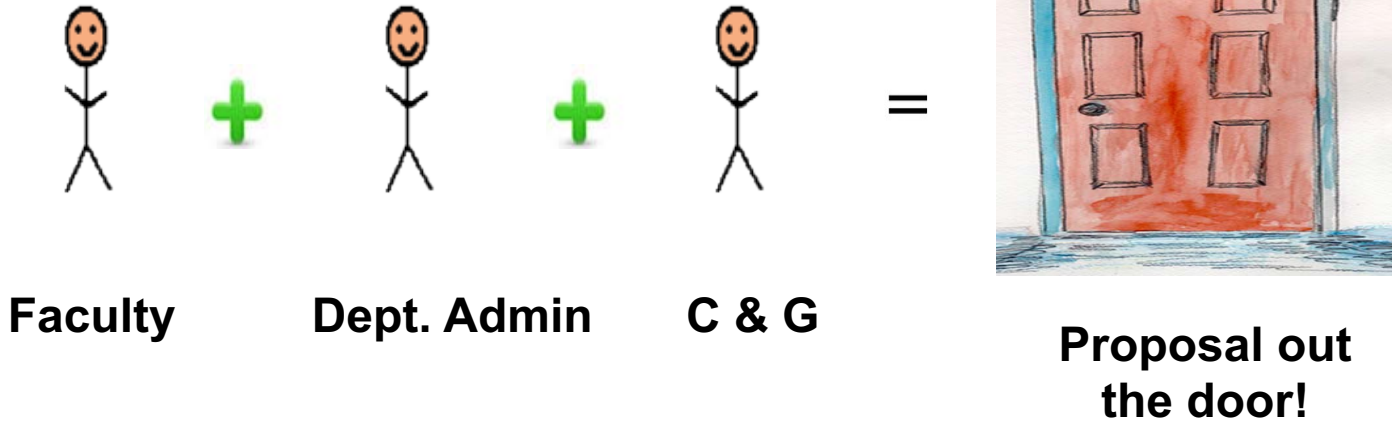 =
Faculty
Dept. Admin
C & G
Proposal out
the door!